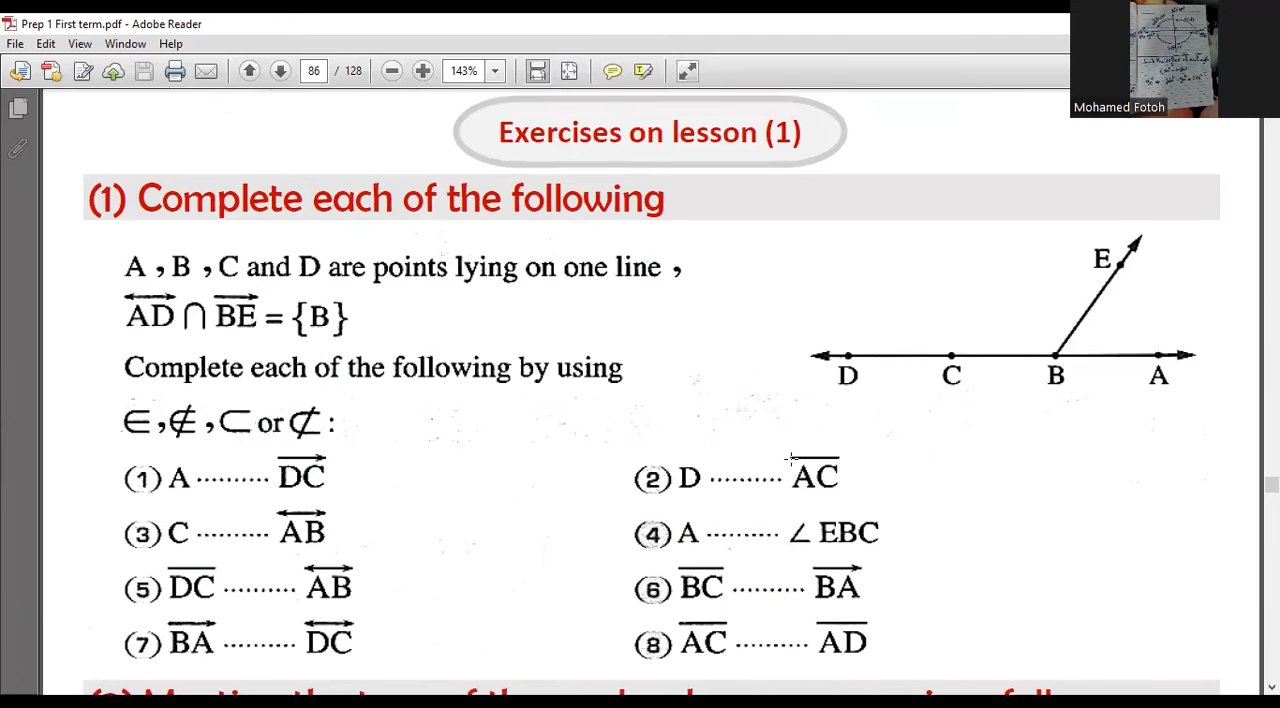 Prep 1 First term.pdf - Adobe Reader
File Edit View Window Help
86 / 128 143%
Mohamed Fotoh
Exercises on lesson (1)
(1) Complete each of the following
A , B , C and D are points lying on one line ,
AD ∩ BE = {B}
E
D C B A
Complete each of the following by using
∈ , ∉ , ⊂ or ⊄ :
(1) A .......... DC
(2) D .......... AC
(3) C .......... AB
(4) A .......... ∠ EBC
(5) DC .......... AB
(6) BC .......... BA
(7) BA .......... DC
(8) AC .......... AD